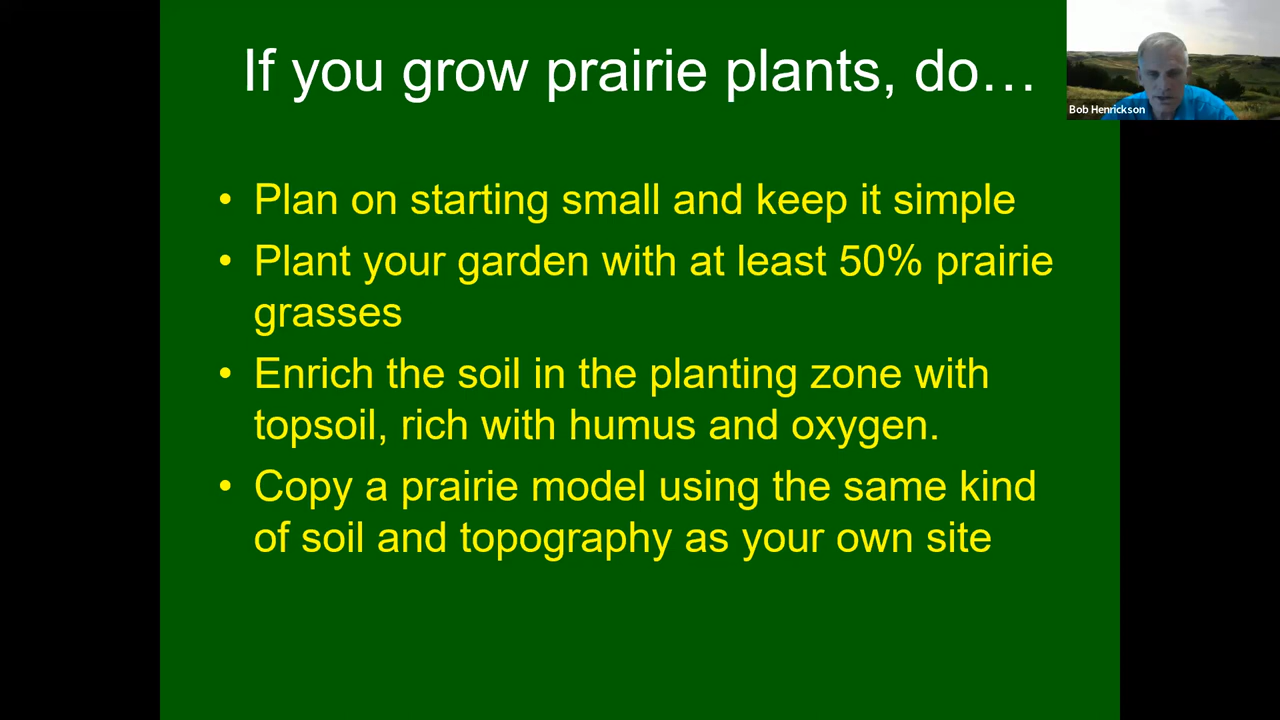 If you grow prairie plants, do…
Bob Henrickson
• Plan on starting small and keep it simple
• Plant your garden with at least 50% prairie
grasses
• Enrich the soil in the planting zone with
topsoil, rich with humus and oxygen.
• Copy a prairie model using the same kind
of soil and topography as your own site